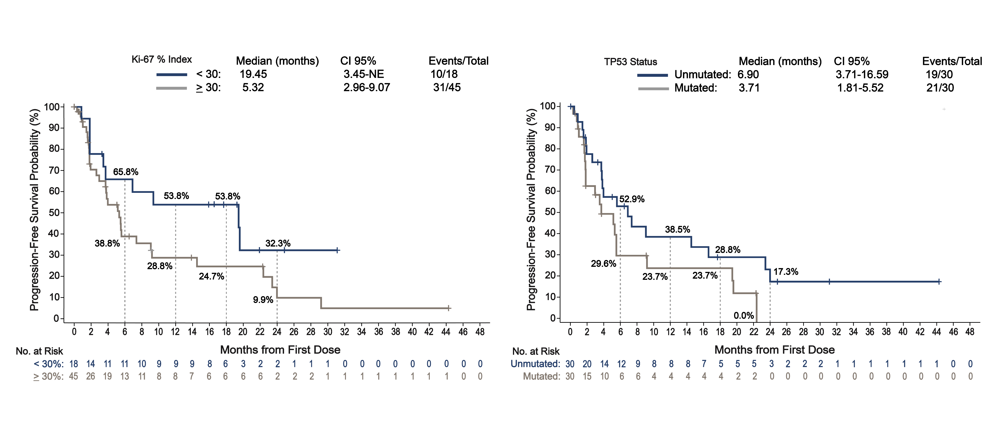 Ki-67 % Index Median (months) CI 95% Events/Total
< 30: 19.45 3.45-NE 10/18
≥ 30: 5.32 2.96-9.07 31/45
Progression-Free Survival Probability (%)
100
90
80
70
60
50
40
30
20
10
0
65.8%
53.8%
53.8%
32.3%
38.8%
28.8%
24.7%
9.9%
0 2 4 6 8 10 12 14 16 18 20 22 24 26 28 30 32 34 36 38 40 42 44 46 48
Months from First Dose
No. at Risk
< 30%: 18 14 11 11 10 9 9 9 8 6 3 2 2 1 1 1 0 0 0 0 0 0 0 0 0
≥ 30%: 45 26 19 13 11 8 8 7 6 6 6 6 2 2 2 1 1 1 1 1 1 1 1 0 0
TP53 Status Median (months) CI 95% Events/Total
Unmutated: 6.90 3.71-16.59 19/30
Mutated: 3.71 1.81-5.52 21/30
Progression-Free Survival Probability (%)
100
90
80
70
60
50
40
30
20
10
0
52.9%
38.5%
28.8%
17.3%
29.6%
23.7%
23.7%
0.0%
0 2 4 6 8 10 12 14 16 18 20 22 24 26 28 30 32 34 36 38 40 42 44 46 48
Months from First Dose
No. at Risk
Unmutated: 30 20 14 12 9 8 8 8 7 5 5 5 3 2 2 2 1 1 1 1 1 1 1 0 0
Mutated: 30 15 10 6 6 4 4 4 4 4 2 2 0 0 0 0 0 0 0 0 0 0 0 0 0